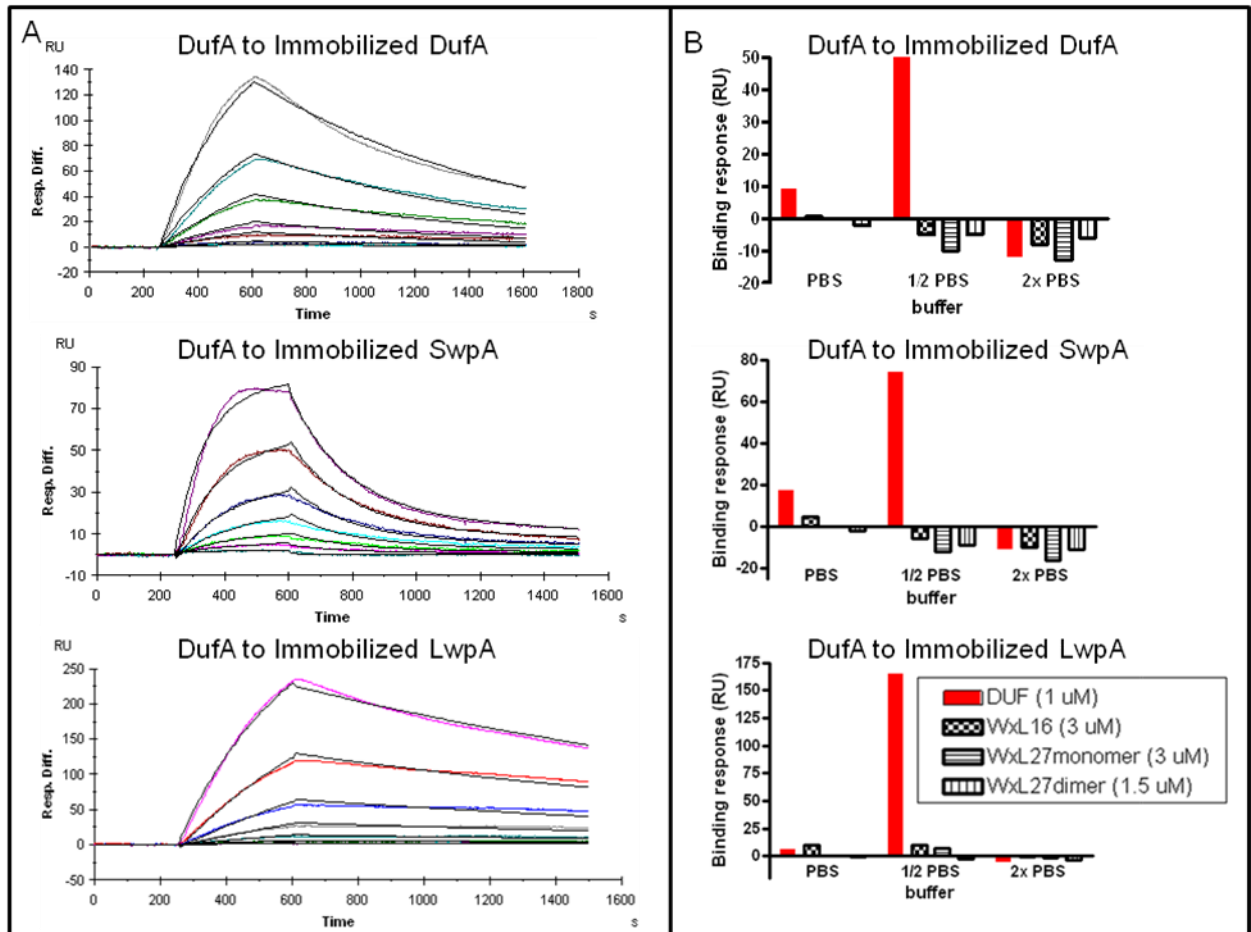 A
RU
DufA to Immobilized DufA
Resp. Diff.
140
120
100
80
60
40
20
0
-20
0 200 400 600 800 1000 1200 1400 1600 1800
Time s
RU
DufA to Immobilized SwpA
Resp. Diff.
90
70
50
30
10
-10
0 200 400 600 800 1000 1200 1400 1600
Time s
RU
DufA to Immobilized LwpA
Resp. Diff.
250
200
150
100
50
0
-50
0 200 400 600 800 1000 1200 1400 1600
Time s
B
DufA to Immobilized DufA
Binding response (RU)
50
40
30
20
10
0
-10
-20
PBS 1/2 PBS 2x PBS
buffer
DufA to Immobilized SwpA
Binding response (RU)
80
60
40
20
0
-20
PBS 1/2 PBS 2x PBS
buffer
DufA to Immobilized LwpA
Binding response (RU)
175
150
125
100
75
50
25
0
PBS 1/2 PBS 2x PBS
buffer
DUF (1 uM)
WxL16 (3 uM)
WxL27monomer (3 uM)
WxL27dimer (1.5 uM)